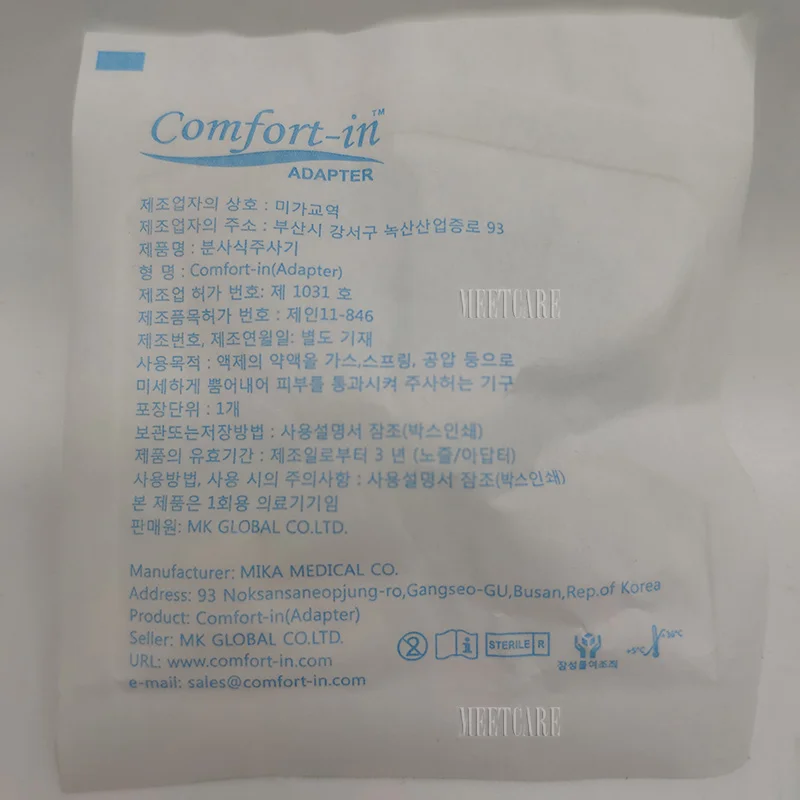 Comfort-in™
ADAPTER
제조업자의 상호 : 미가교역
제조업자의 주소 : 부산시 강서구 녹산산업중로 93
제품명 : 분사식주사기
형 명 : Comfort-in(Adapter)
제조업 허가 번호: 제 1031 호
제조품목허가 번호 : 제인11-846
제조번호, 제조연월일: 별도 기재
사용목적 : 액제의 약액을 가스,스프링, 공압 등으로
미세하게 뿜어내어 피부를 통과시켜 주사허는 기구
포장단위 : 1개
보관또는저장방법 : 사용설명서 잠조(박스인쇄)
제품의 유효기간 : 제조일로부터 3 년 (노즐/아답터)
사용방법, 사용 시의 주의사항 : 사용설명서 잠조(박스인쇄)
본 제품은 1회용 의료기기임
판매원: MK GLOBAL CO.LTD.
Manufacturer: MIKA MEDICAL CO.
Address: 93 Noksansaneopjung-ro,Gangseo-GU,Busan,Rep.of Korea
Product: Comfort-in(Adapter)
Seller: MK GLOBAL CO.LTD.
URL: www.comfort-in.com
e-mail: sales@comfort-in.com
2
i
STERILE R
MEETCARE
MEETCARE